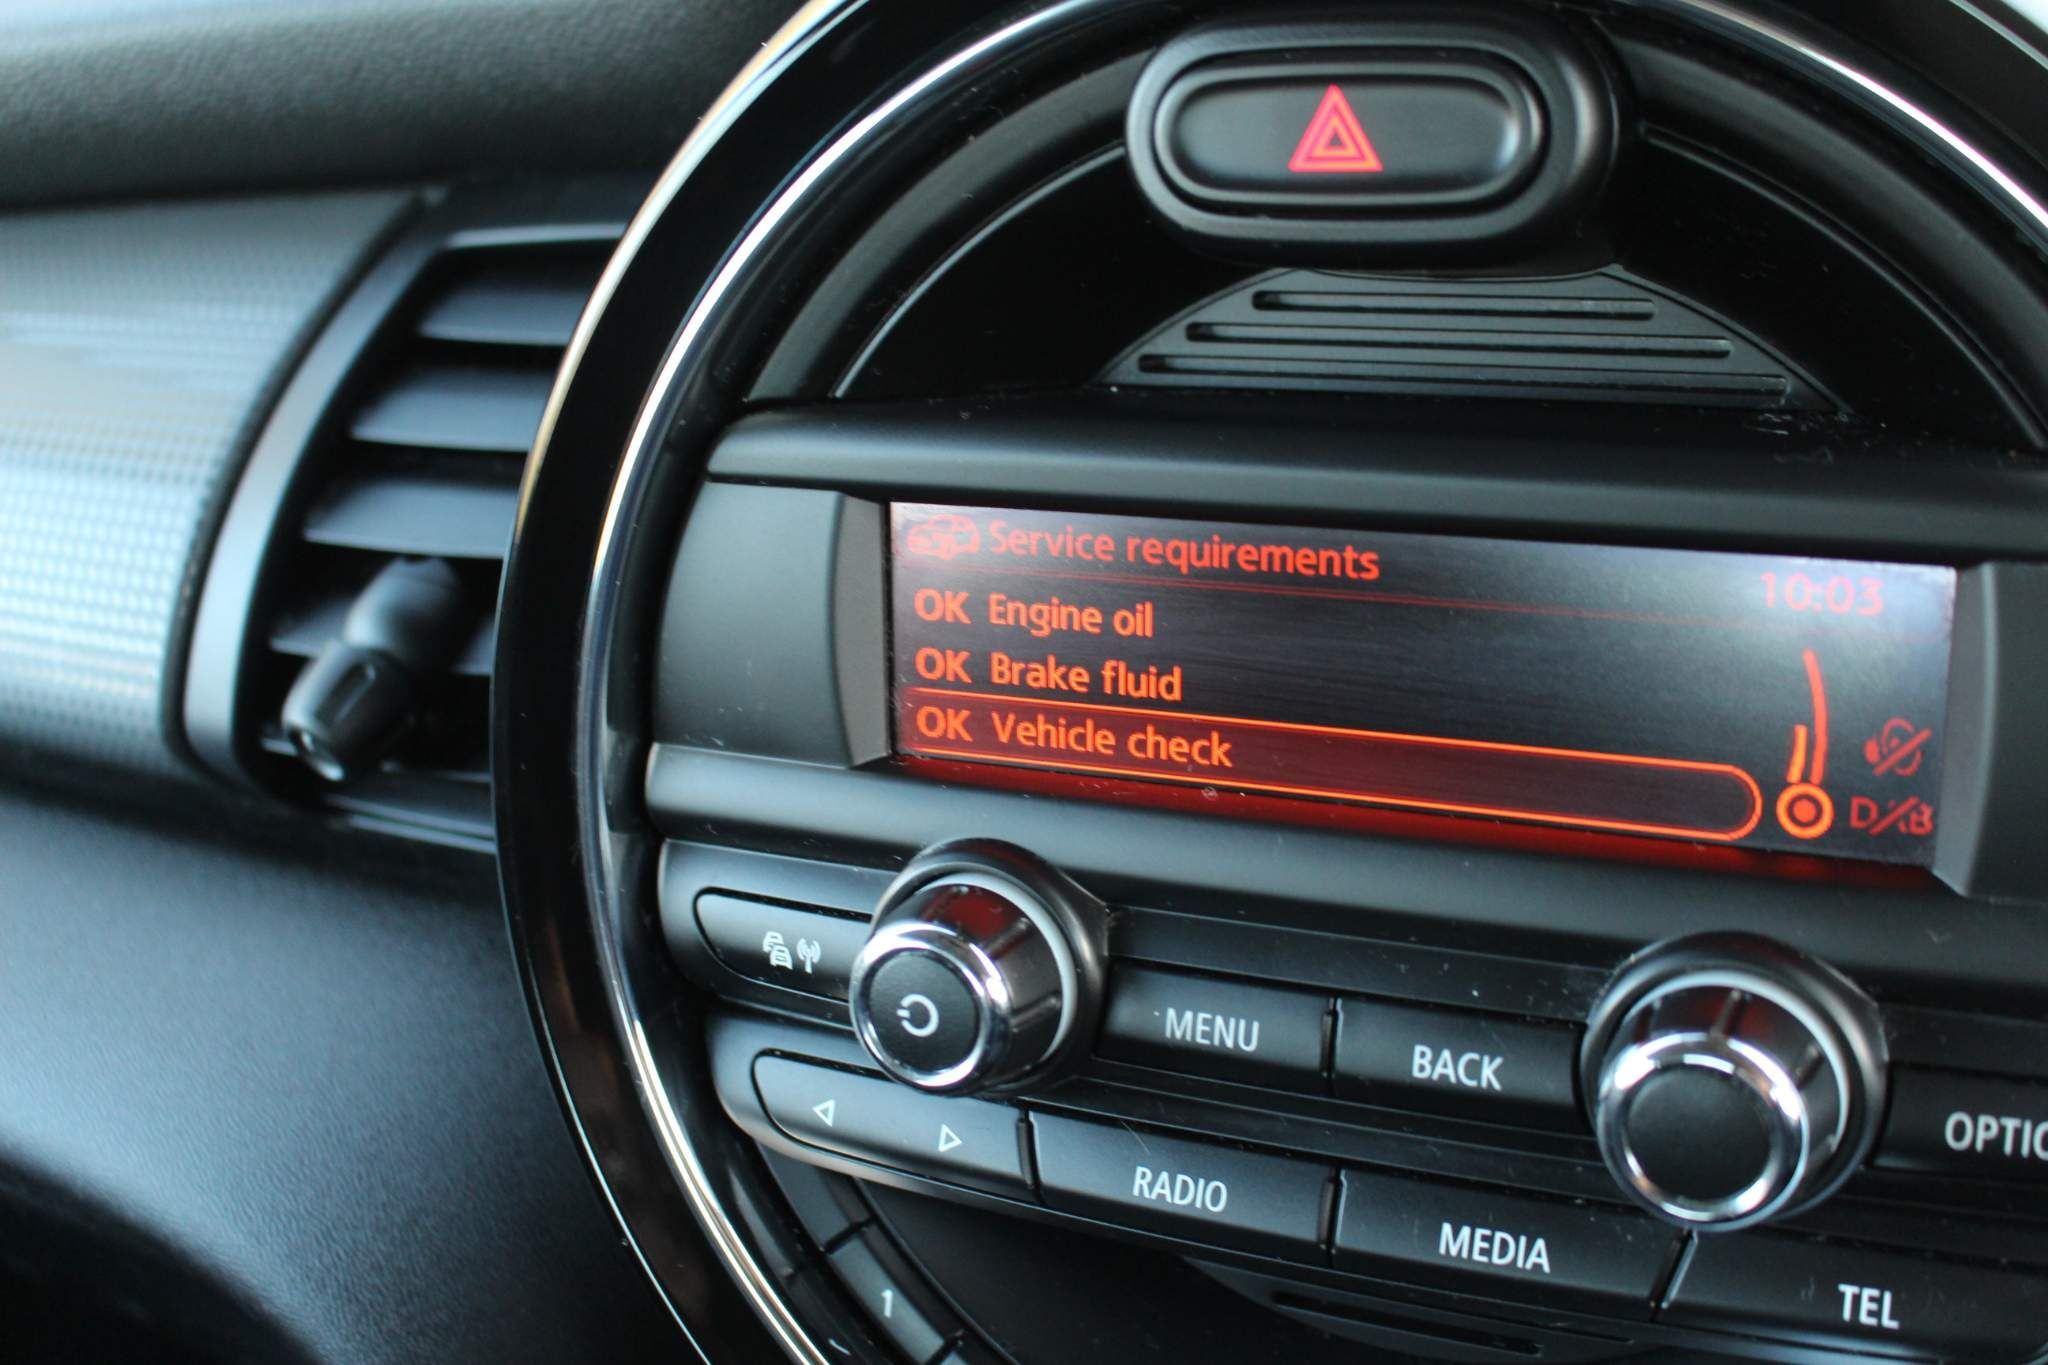 Service requirements
10:03
OK Engine oil
OK Brake fluid
OK Vehicle check
MENU
BACK
OPTIO
RADIO
MEDIA
TEL
1